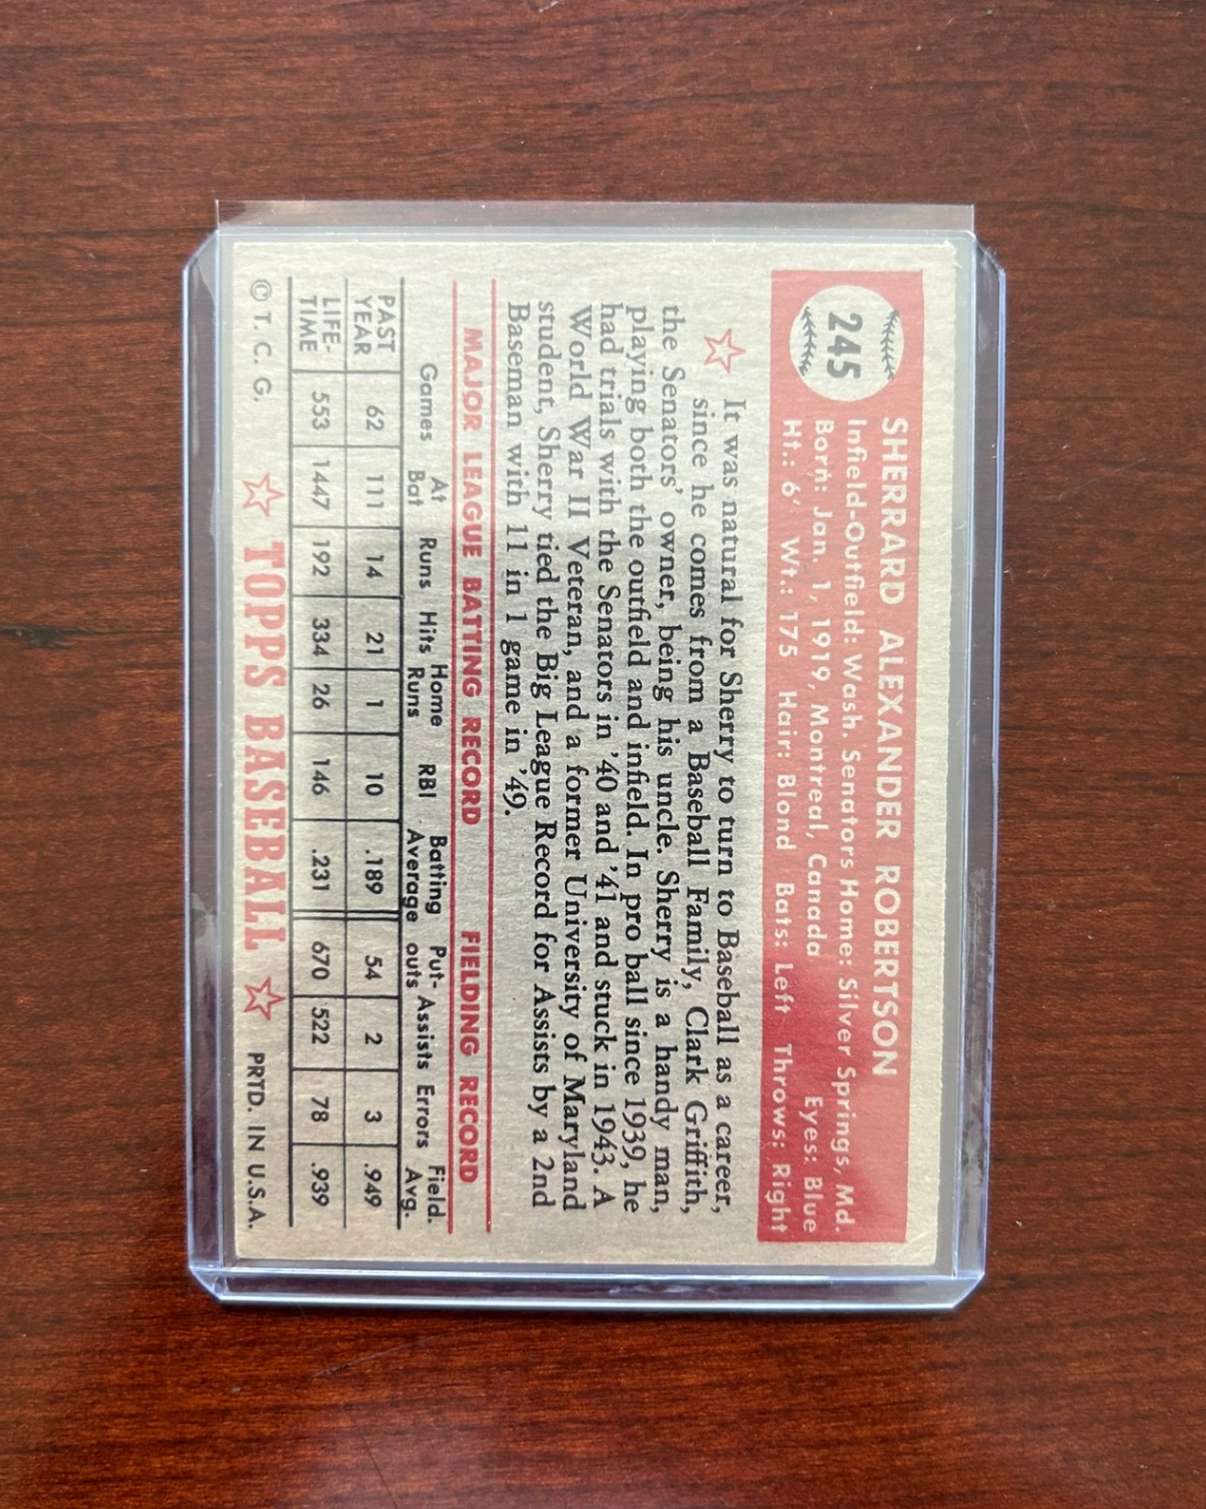 245
SHERRARD ALEXANDER ROBERTSON
Infield-Outfield: Wash. Senators Home: Silver Springs, Md.
Born: Jan. 1, 1919, Montreal, Canada Eyes: Blue
Ht.: 6' Wt.: 175 Hair: Blond Bats: Left Throws: Right
It was natural for Sherry to turn to Baseball as a career,
since he comes from a Baseball Family, Clark Griffith,
the Senators' owner, being his uncle. Sherry is a handy man,
playing both the outfield and infield. In pro ball since 1939, he
had trials with the Senators in '40 and '41 and stuck in 1943. A
World War II Veteran, and a former University of Maryland
student, Sherry tied the Big League Record for Assists by a 2nd
Baseman with 11 in 1 game in '49.
MAJOR LEAGUE BATTING RECORD FIELDING RECORD
Games At Bat Runs Hits Home Runs RBI Batting Average Put-outs Assists Errors Field. Avg.
PAST YEAR 62 111 14 21 1 10 .189 54 2 3 .949
LIFE-TIME 553 1447 192 334 26 146 .231 670 522 78 .939
© T. C. G. TOPPS BASEBALL PRTD. IN U.S.A.